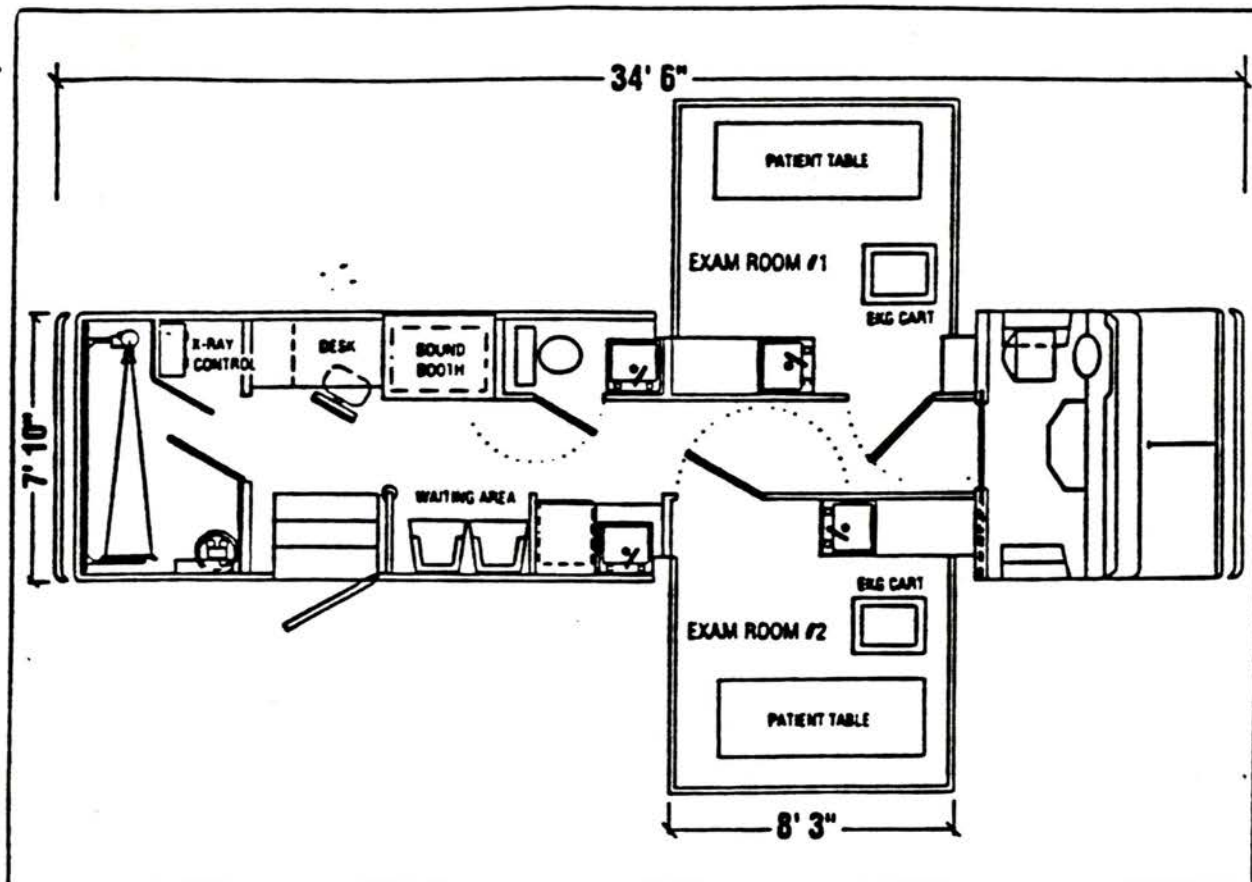 34' 6"
PATIENT TABLE
EXAM ROOM #1
EKG CART
X-RAY
CONTROL
DESK
SOUND
BOOTH
7' 10"
WAITING AREA
EKG CART
EXAM ROOM #2
PATIENT TABLE
8' 3"